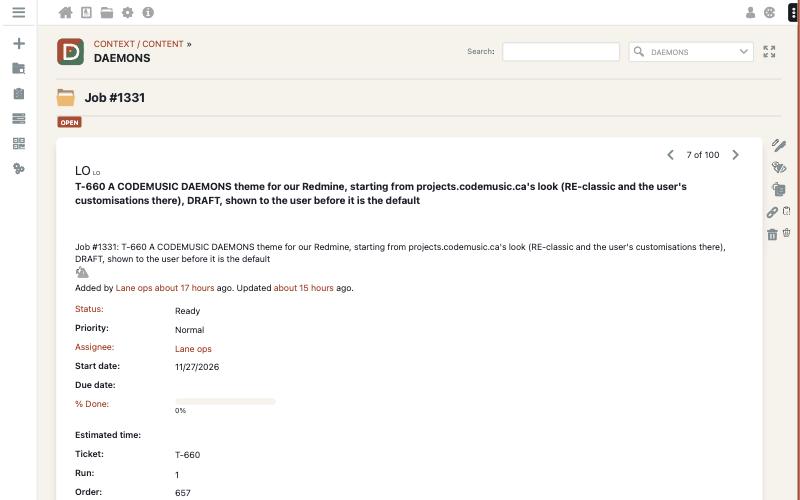 CONTEXT / CONTENT »
DAEMONS
Search:
DAEMONS
Job #1331
OPEN
7 of 100
LO LO
T-660 A CODEMUSIC DAEMONS theme for our Redmine, starting from projects.codemusic.ca's look (RE-classic and the user's
customisations there), DRAFT, shown to the user before it is the default
Job #1331: T-660 A CODEMUSIC DAEMONS theme for our Redmine, starting from projects.codemusic.ca's look (RE-classic and the user's customisations there),
DRAFT, shown to the user before it is the default
Added by Lane ops about 17 hours ago. Updated about 15 hours ago.
Status: Ready
Priority: Normal
Assignee: Lane ops
Start date: 11/27/2026
Due date:
% Done:
0%
Estimated time:
Ticket: T-660
Run: 1
Order: 657